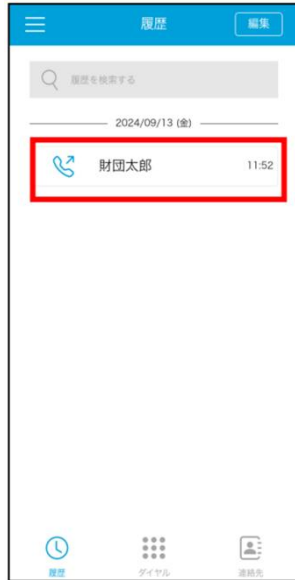 履歴
編集
履歴を検索する
2024/09/13 (金)
財団太郎 11:52
履歴 ダイヤル 連絡先